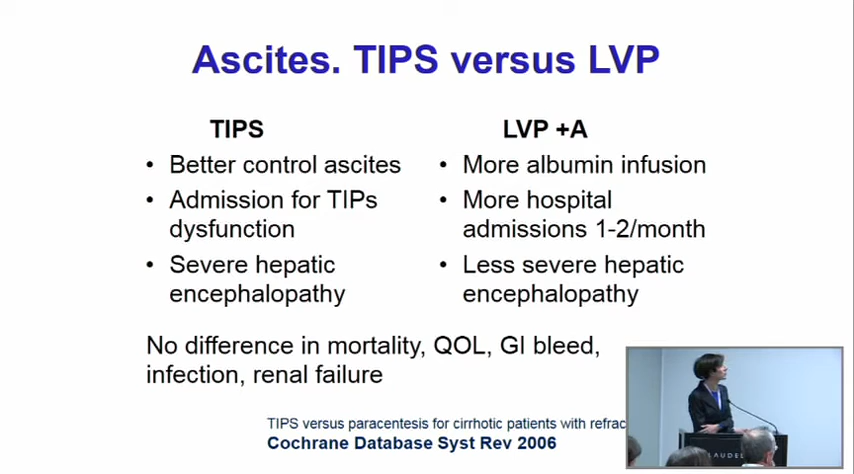 Ascites. TIPS versus LVP
TIPS
• Better control ascites
• Admission for TIPs
dysfunction
• Severe hepatic
encephalopathy
LVP +A
• More albumin infusion
• More hospital
admissions 1-2/month
• Less severe hepatic
encephalopathy
No difference in mortality, QOL, GI bleed,
infection, renal failure
TIPS versus paracentesis for cirrhotic patients with refrac
Cochrane Database Syst Rev 2006
LAUDEL